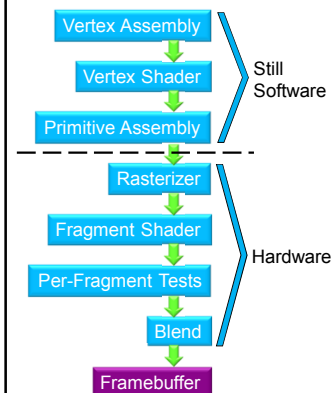 Vertex Assembly
Vertex Shader
Still
Software
Primitive Assembly
Rasterizer
Fragment Shader
Hardware
Per-Fragment Tests
Blend
Framebuffer